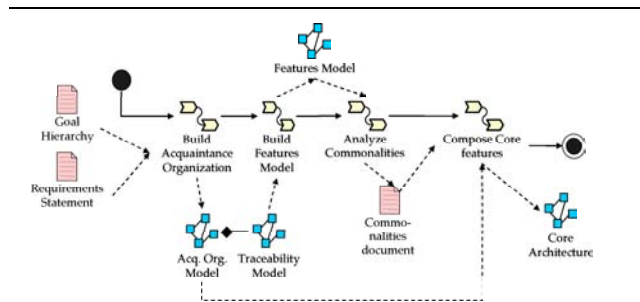 Features Model
Goal
Hierarchy
Requirements
Statement
Build
Acquaintance
Organization
Build
Features
Model
Analyze
Commonalities
Compose Core
features
Acq. Org.
Model
Traceability
Model
Commo-
nalities
document
Core
Architecture